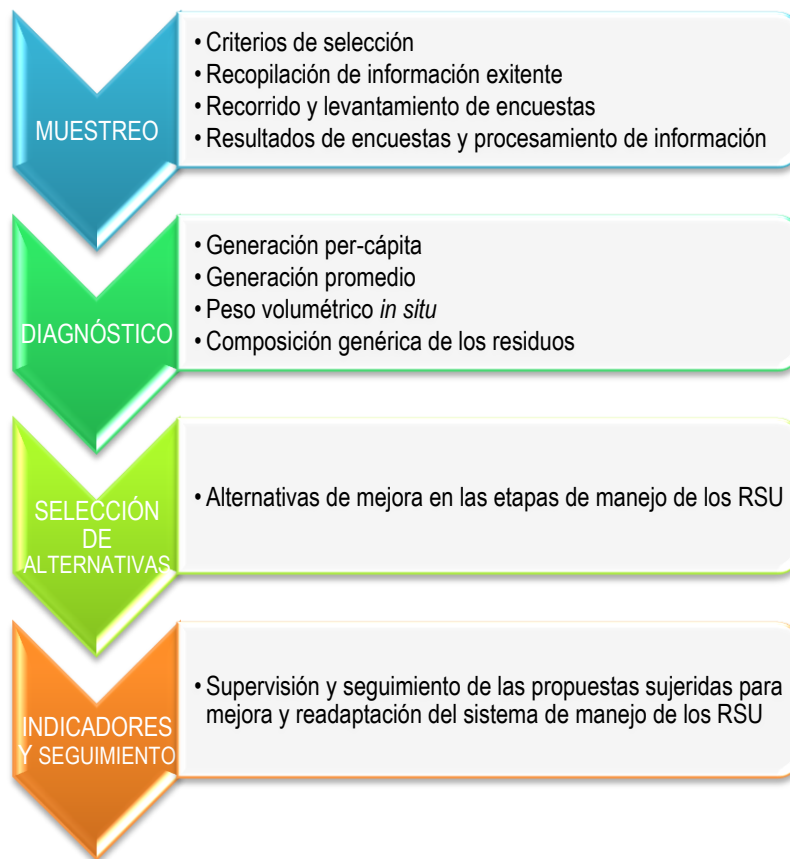 MUESTREO
• Criterios de selección
• Recopilación de información exitente
• Recorrido y levantamiento de encuestas
• Resultados de encuestas y procesamiento de información
DIAGNÓSTICO
• Generación per-cápita
• Generación promedio
• Peso volumétrico in situ
• Composición genérica de los residuos
SELECCIÓN
DE
ALTERNATIVAS
• Alternativas de mejora en las etapas de manejo de los RSU
INDICADORES
Y SEGUIMIENTO
• Supervisión y seguimiento de las propuestas sujeridas para
mejora y readaptación del sistema de manejo de los RSU